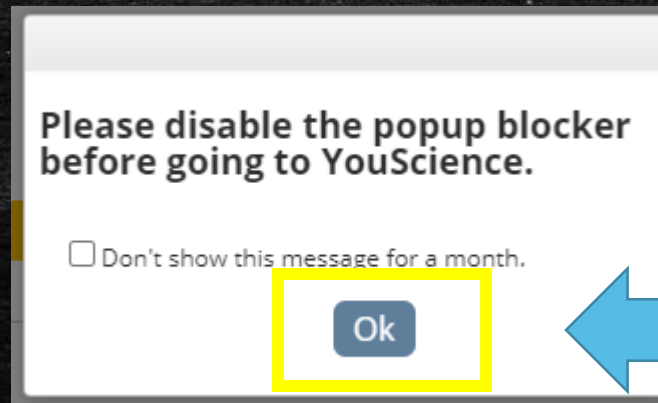 Please disable the popup blocker
before going to YouScience.
Don't show this message for a month.
Ok